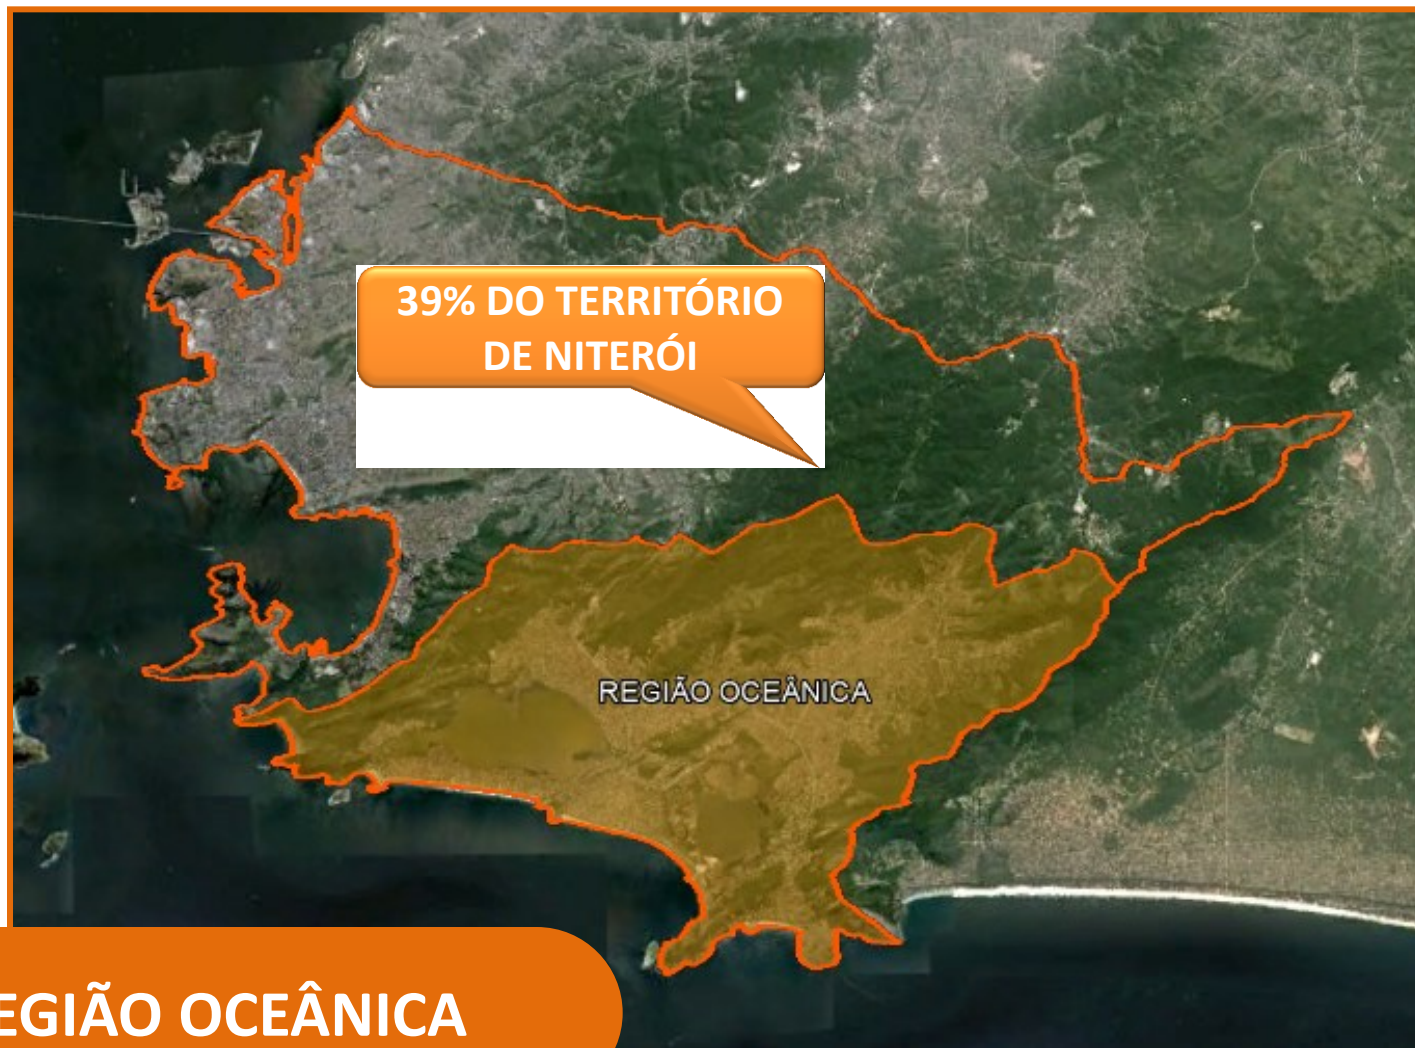 39% DO TERRITÓRIO
DE NITERÓI
REGIÃO OCEÂNICA
EGIÃO OCEÂNICA